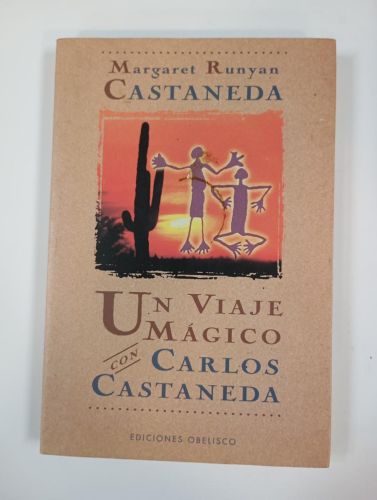 Margaret Runyan
CASTANEDA
UN VIAJE
MÁGICO
CON CARLOS
CASTANEDA
EDICIONES OBELISCO